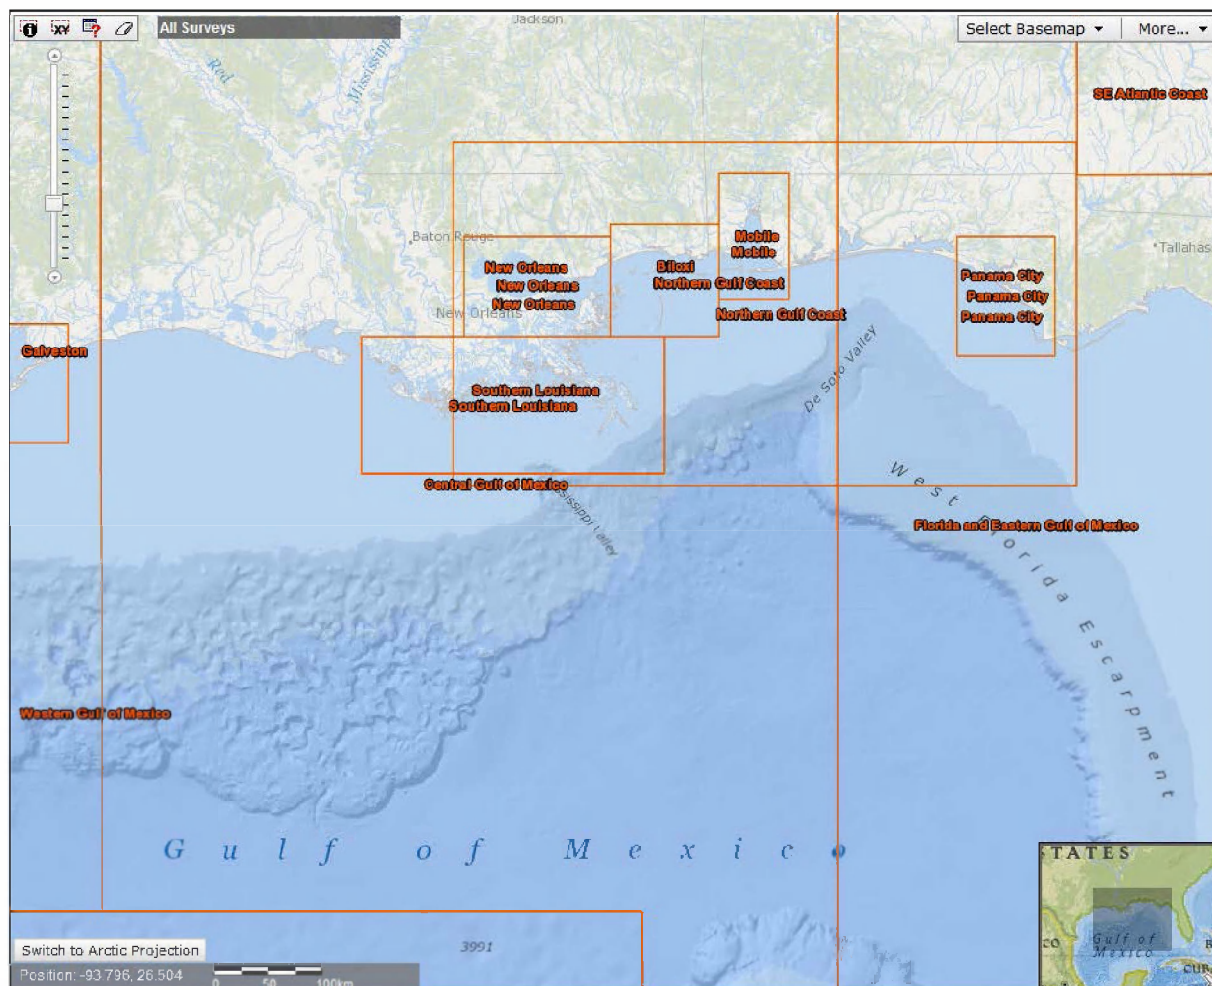 Jackson
XY
?
All Surveys
Select Basemap
More...
Red
SE Atlantic Coast
Baton Rouge
Mobile
Mobile
Tallahas
New Orleans
New Orleans
New Orleans
New Orleans
Biloxi
Northern Gulf Coast
Northern Gulf Coast
Panama City
Panama City
Panama City
Galveston
De Soto Valley
Southern Louisiana
Southern Louisiana
Central Gulf of Mexico
West Florida Escarpment
Florida and Eastern Gulf of Mexico
Western Gulf of Mexico
Gulf of Mexico
STATES
Gulf of
Mexico
CUB
3991
Switch to Arctic Projection
Position: -93.796, 26.504
0 50 100km